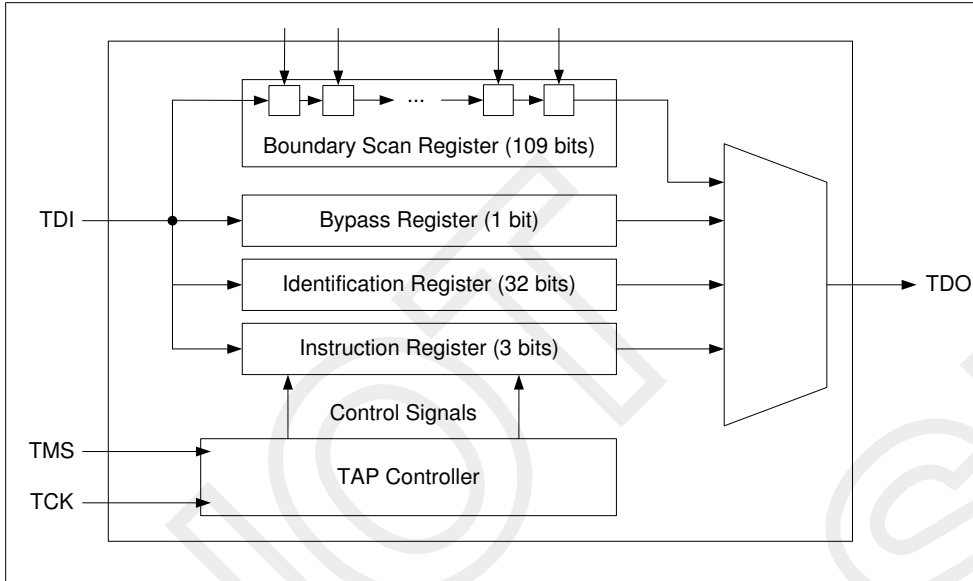 ...
Boundary Scan Register (109 bits)
TDI
Bypass Register (1 bit)
Identification Register (32 bits)
TDO
Instruction Register (3 bits)
Control Signals
TMS
TAP Controller
TCK